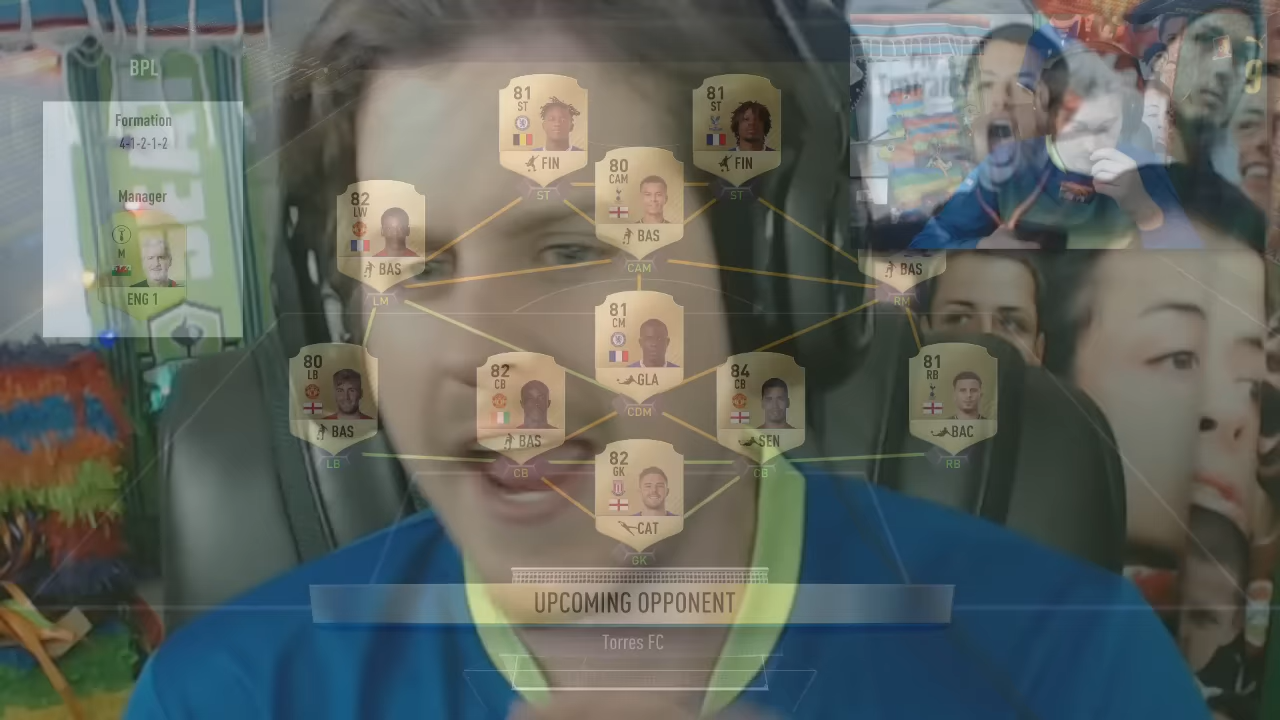 BPL
Formation
4-1-2-1-2
Manager
M
ENG 1
81
ST
FIN
ST
81
ST
FIN
ST
80
CAM
BAS
CAM
82
LW
BAS
LM
BAS
RM
81
CM
GLA
CDM
80
LB
BAS
LB
82
CB
BAS
CB
84
CB
SEN
CB
81
RB
BAC
RB
82
GK
CAT
GK
UPCOMING OPPONENT
Torres FC